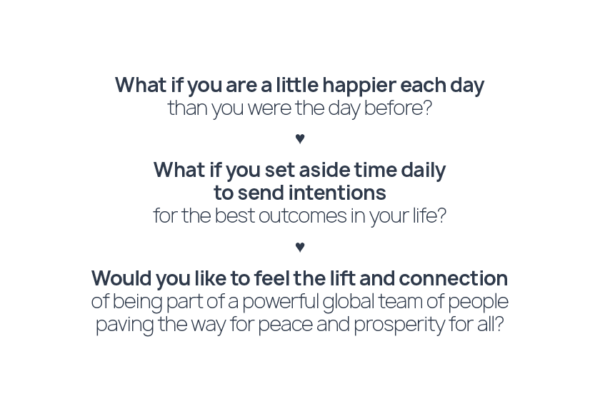 What if you are a little happier each day
than you were the day before?
♥
What if you set aside time daily
to send intentions
for the best outcomes in your life?
♥
Would you like to feel the lift and connection
of being part of a powerful global team of people
paving the way for peace and prosperity for all?